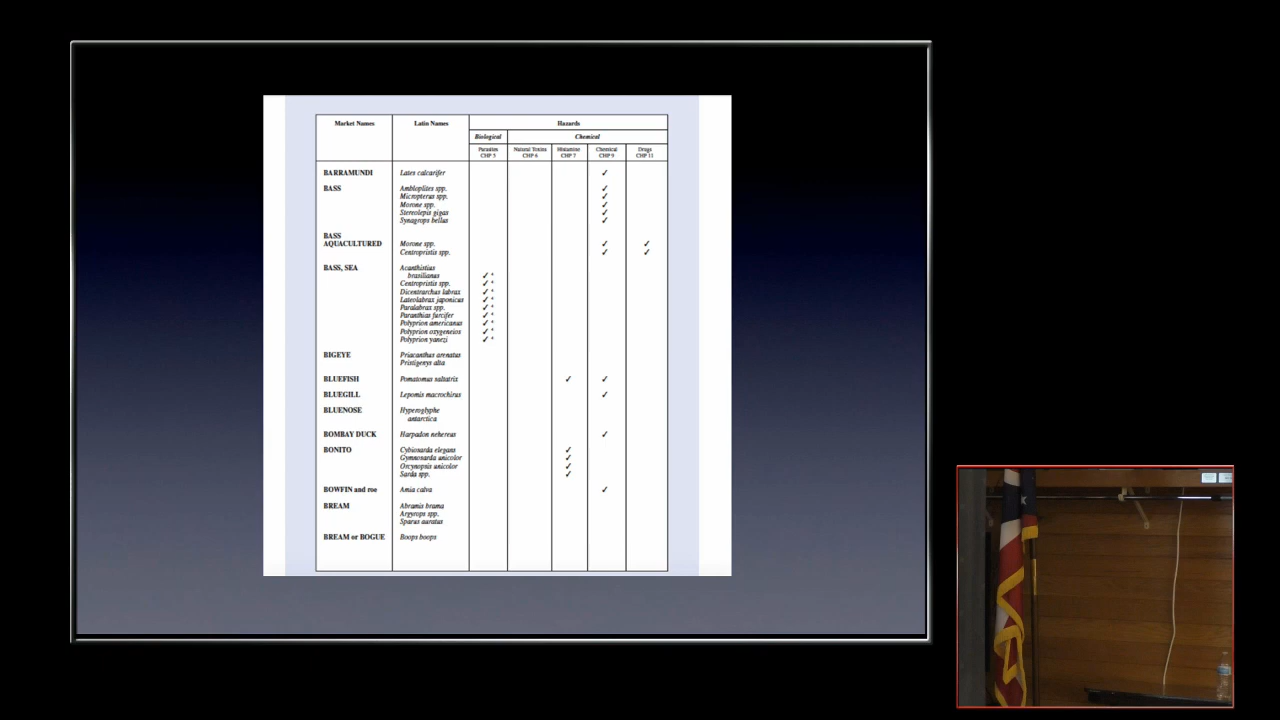 Market Names Latin Names Hazards
Biological Chemical
Parasites Natural Toxins Histamine Chemical Drugs
CHP 5 CHP 6 CHP 7 CHP 9 CHP 11
BARRAMUNDI Lates calcarifer ✓
BASS Ambloplites spp. ✓
Micropterus spp. ✓
Morone spp. ✓
Stereolepis gigas ✓
Synagrops bellus ✓
BASS
AQUACULTURED Morone spp. ✓ ✓
Centropristis spp. ✓ ✓
BASS, SEA Acanthistius
brasilianus ✓
Centropristis spp. ✓
Dicentrarchus labrax ✓
Lateolabrax japonicus ✓
Paralabrax spp. ✓
Paranthias furcifer ✓
Polyprion americanus ✓
Polyprion oxygeneios ✓
Polyprion yanezi ✓
BIGEYE Priacanthus arenatus
Pristigenys alta
BLUEFISH Pomatomus saltatrix ✓ ✓
BLUEGILL Lepomis macrochirus ✓
BLUENOSE Hyperoglyphe
antarctica
BOMBAY DUCK Harpadon nehereus ✓
BONITO Cybiosarda elegans ✓
Gymnosarda unicolor ✓
Orcynopsis unicolor ✓
Sarda spp. ✓
BOWFIN and roe Amia calva ✓
BREAM Abramis brama
Argyrops spp.
Sparus auratus
BREAM or BOGUE Boops boops